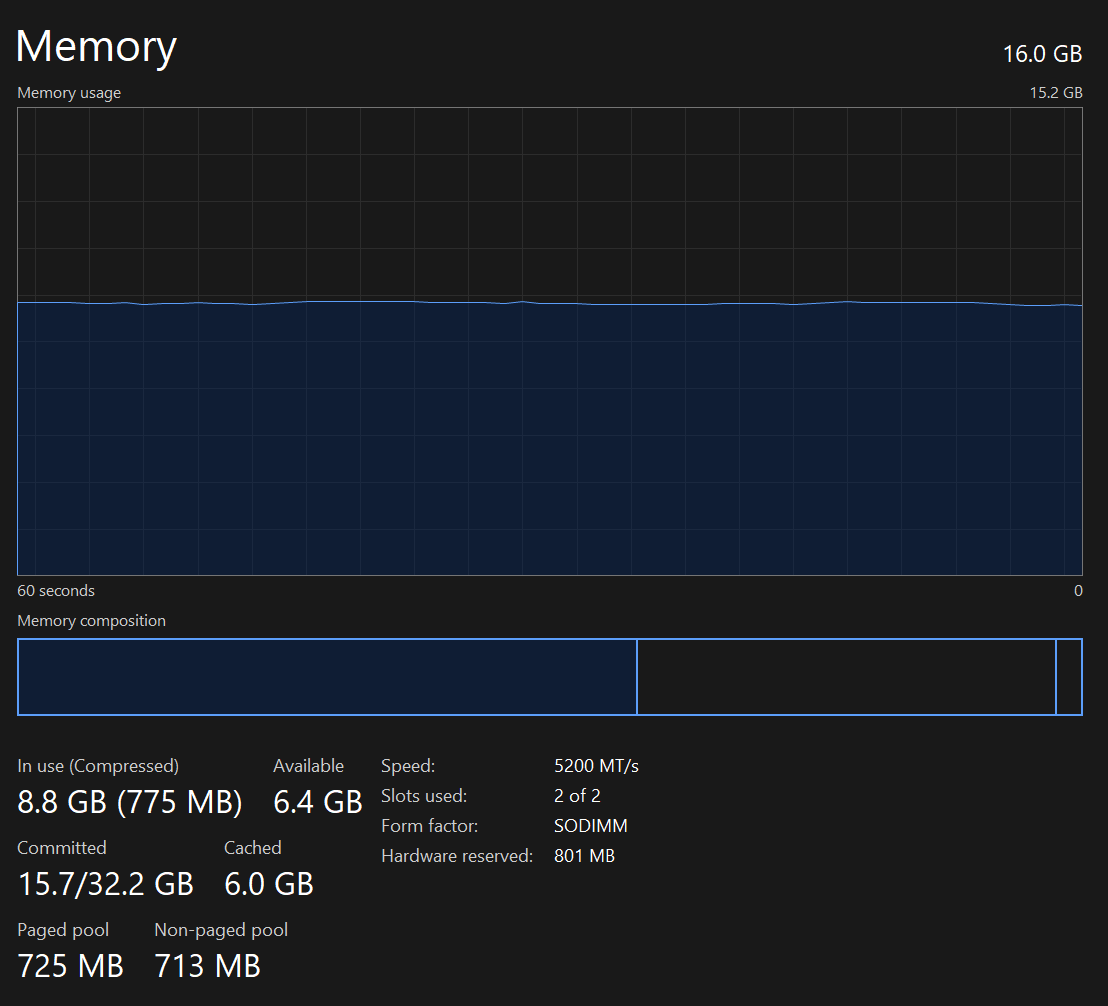 Memory
16.0 GB
Memory usage
15.2 GB
60 seconds
0
Memory composition
In use (Compressed)
8.8 GB (775 MB)
Available
6.4 GB
Committed
15.7/32.2 GB
Cached
6.0 GB
Paged pool
725 MB
Non-paged pool
713 MB
Speed: 5200 MT/s
Slots used: 2 of 2
Form factor: SODIMM
Hardware reserved: 801 MB